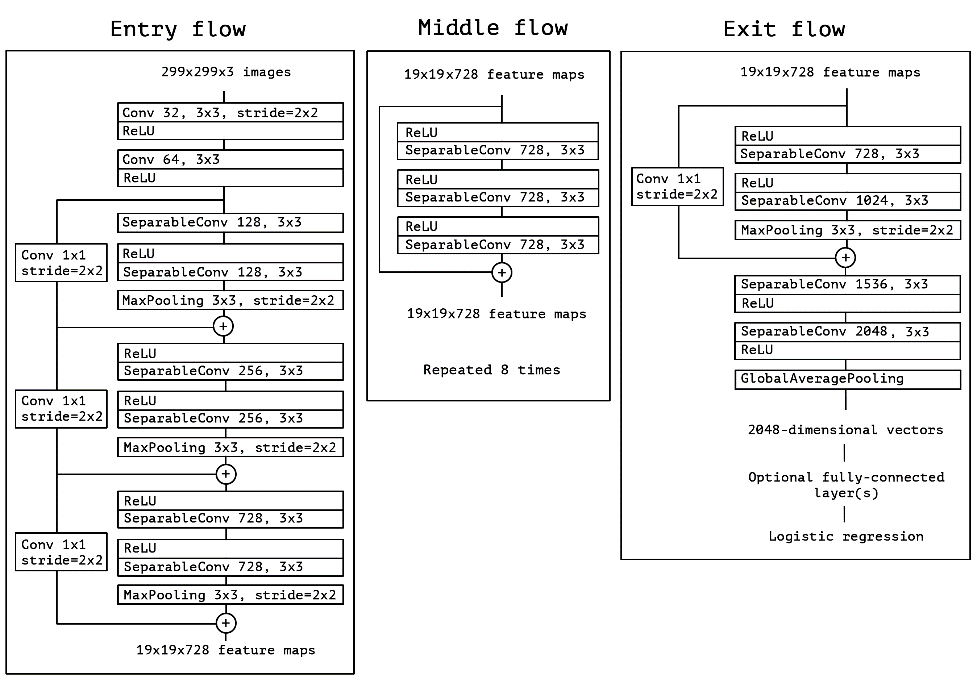 Entry flow
299x299x3 images
Conv 32, 3x3, stride=2x2
ReLU
Conv 64, 3x3
ReLU
SeparableConv 128, 3x3
Conv 1x1
stride=2x2
ReLU
SeparableConv 128, 3x3
MaxPooling 3x3, stride=2x2
+
ReLU
SeparableConv 256, 3x3
Conv 1x1
stride=2x2
ReLU
SeparableConv 256, 3x3
MaxPooling 3x3, stride=2x2
+
ReLU
SeparableConv 728, 3x3
Conv 1x1
stride=2x2
ReLU
SeparableConv 728, 3x3
MaxPooling 3x3, stride=2x2
+
19x19x728 feature maps
Middle flow
19x19x728 feature maps
ReLU
SeparableConv 728, 3x3
ReLU
SeparableConv 728, 3x3
ReLU
SeparableConv 728, 3x3
+
19x19x728 feature maps
Repeated 8 times
Exit flow
19x19x728 feature maps
ReLU
SeparableConv 728, 3x3
Conv 1x1
stride=2x2
ReLU
SeparableConv 1024, 3x3
MaxPooling 3x3, stride=2x2
+
SeparableConv 1536, 3x3
ReLU
SeparableConv 2048, 3x3
ReLU
GlobalAveragePooling
2048-dimensional vectors
Optional fully-connected
layer(s)
Logistic regression